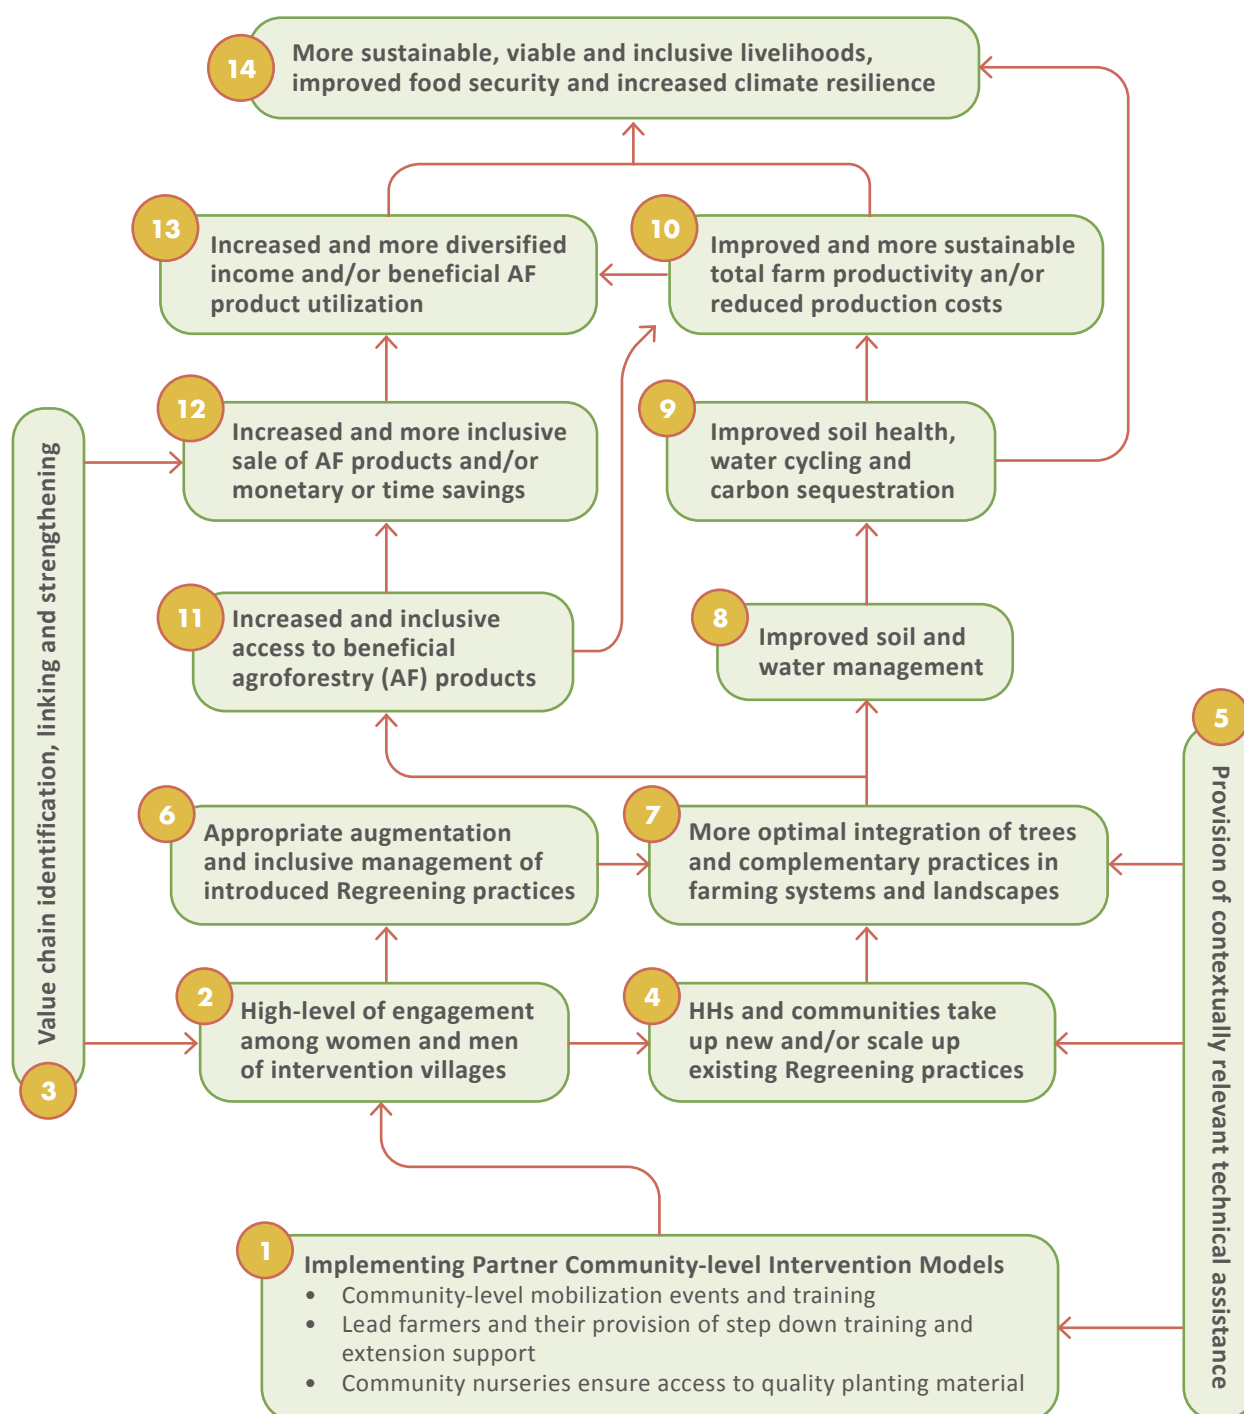 14
More sustainable, viable and inclusive livelihoods,
improved food security and increased climate resilience
13
Increased and more diversified
income and/or beneficial AF
product utilization
10
Improved and more sustainable
total farm productivity an/or
reduced production costs
12
Increased and more inclusive
sale of AF products and/or
monetary or time savings
9
Improved soil health,
water cycling and
carbon sequestration
11
Increased and inclusive
access to beneficial
agroforestry (AF) products
8
Improved soil and
water management
Value chain identification, linking and strengthening
3
5
Provision of contextually relevant technical assistance
6
Appropriate augmentation
and inclusive management of
introduced Regreening practices
7
More optimal integration of trees
and complementary practices in
farming systems and landscapes
2
High-level of engagement
among women and men
of intervention villages
4
HHs and communities take
up new and/or scale up
existing Regreening practices
1
Implementing Partner Community-level Intervention Models
• Community-level mobilization events and training
• Lead farmers and their provision of step down training and
extension support
• Community nurseries ensure access to quality planting material